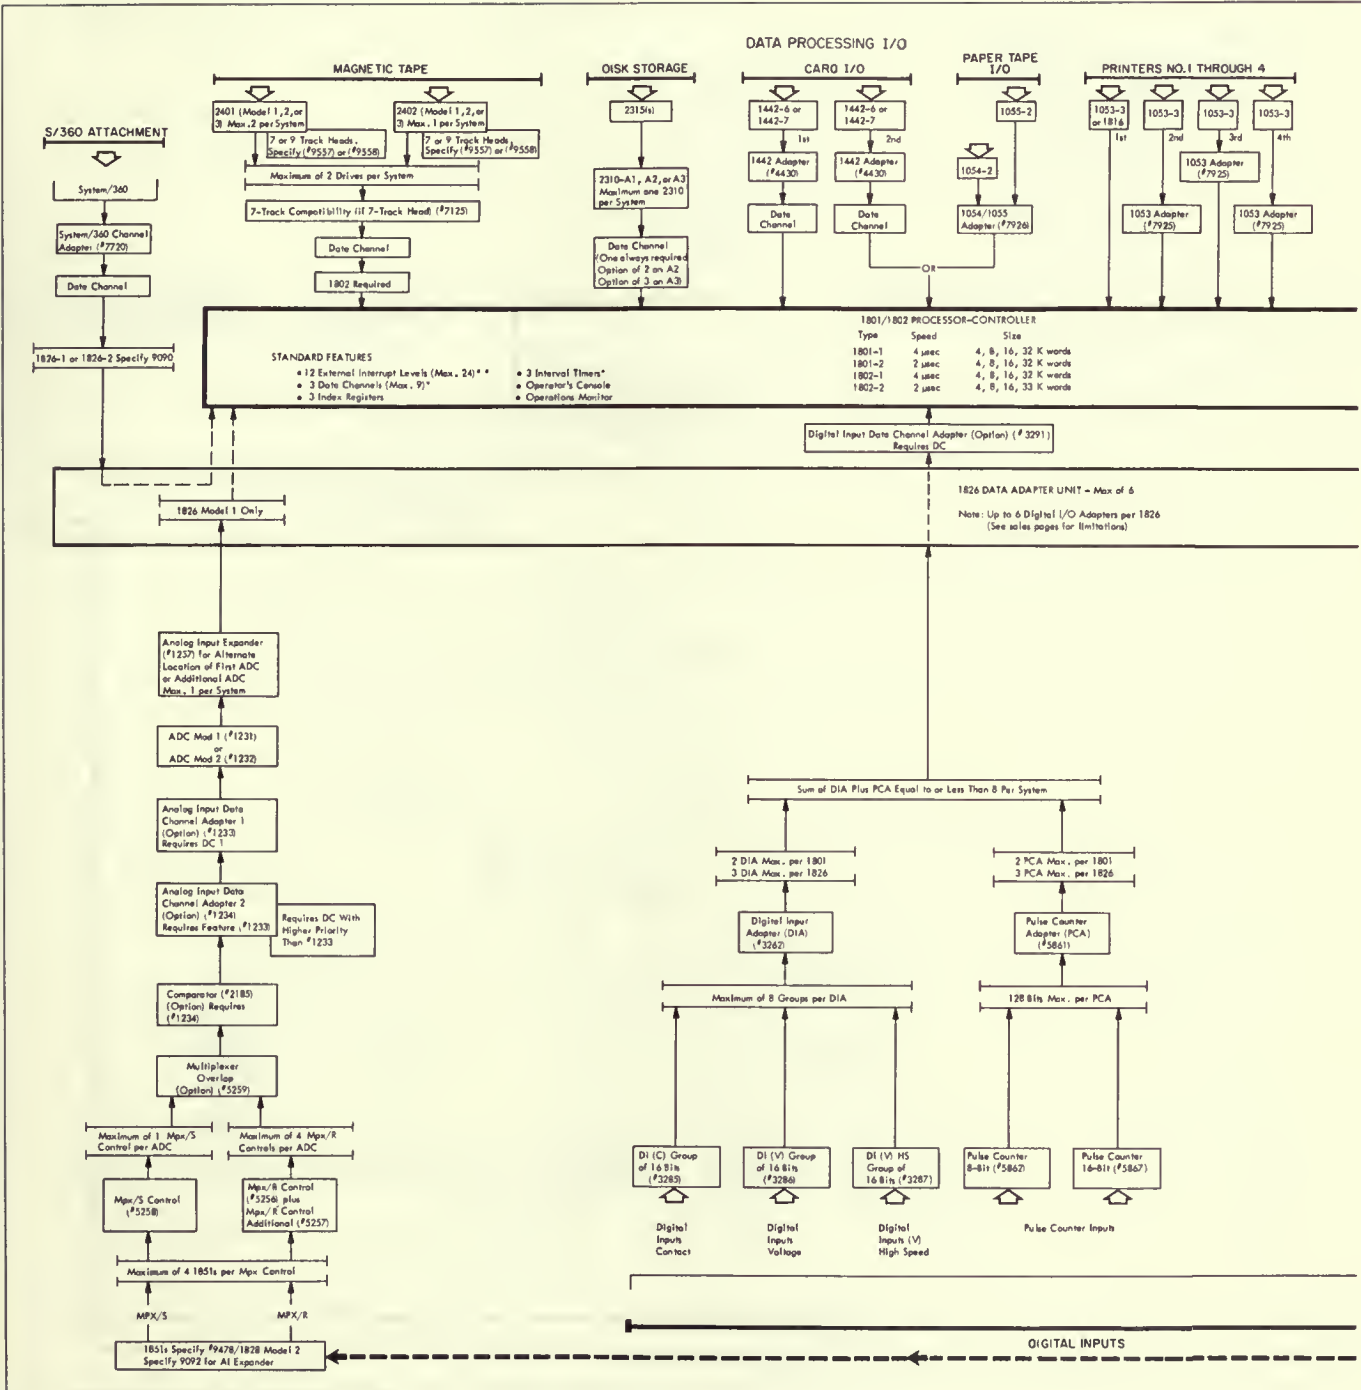 DATA PROCESSING I/O
MAGNETIC TAPE
DISK STORAGE
CARD I/O
PAPER TAPE
I/O
PRINTERS NO.1 THROUGH 4
S/360 ATTACHMENT
2401 (Model 1, 2, or
3) Max. 2 per System
7 or 9 Track Heads,
Specify (#9557) or (#9558)
2402 (Model 1, 2, or
3) Max. 1 per System
7 or 9 Track Heads,
Specify (#9557) or (#9558)
Maximum of 2 Drives per System
7-Track Compatibility (if 7-Track Head) (#7125)
Data Channel
1802 Required
2315(s)
2310-A1, A2, or A3
Maximum one 2310
per System
Data Channel
(One always required
Option of 2 on A2
Option of 3 on A3)
1442-6 or
1442-7
1st
1442 Adapter
(#4430)
Data
Channel
1442-6 or
1442-7
2nd
1442 Adapter
(#4430)
Data
Channel
1055-2
1054-2
1054/1055
Adapter (#7926)
OR
1053-3
or 1816
1st
1053-3
2nd
1053-3
3rd
1053-3
4th
1053 Adapter
(#7925)
1053 Adapter
(#7925)
1053 Adapter
(#7925)
System/360
System/360 Channel
Adapter (#7720)
Data Channel
1826-1 or 1826-2 Specify 9090
1801/1802 PROCESSOR-CONTROLLER
Type Speed Size
1801-1 4 μsec 4, 8, 16, 32 K words
1801-2 2 μsec 4, 8, 16, 32 K words
1802-1 4 μsec 4, 8, 16, 32 K words
1802-2 2 μsec 4, 8, 16, 33 K words
STANDARD FEATURES
• 12 External Interrupt Levels (Max. 24)**
• 3 Data Channels (Max. 9)*
• 3 Index Registers
• 3 Interval Timers*
• Operator's Console
• Operations Monitor
Digital Input Data Channel Adapter (Option) (#3291)
Requires DC
1826 DATA ADAPTER UNIT - Max of 6
Note: Up to 6 Digital I/O Adapters per 1826
(See sales pages for limitations)
1826 Model 1 Only
Analog Input Expander
(#1237) for Alternate
Location of First ADC
or Additional ADC
Max. 1 per System
ADC Mod 1 (#1231)
or
ADC Mod 2 (#1232)
Analog Input Data
Channel Adapter 1
(Option) (#1233)
Requires DC 1
Analog Input Data
Channel Adapter 2
(Option) (#1234)
Requires Feature (#1233)
Requires DC With
Higher Priority
Than #1233
Comparator (#2185)
(Option) Requires
(#1234)
Multiplexer
Overlap
(Option) (#5259)
Maximum of 1 Mpx/S
Control per ADC
Maximum of 4 Mpx/R
Controls per ADC
Mpx/S Control
(#5258)
Mpx/R Control
(#5256) plus
Mpx/R Control
Additional (#5257)
Maximum of 4 1851s per Mpx Control
MPX/S
MPX/R
1851s Specify #9478/1828 Model 2
Specify 9092 for AI Expander
Sum of DIA Plus PCA Equal to or Less Than 8 Per System
2 DIA Max. per 1801
3 DIA Max. per 1826
2 PCA Max. per 1801
3 PCA Max. per 1826
Digital Input
Adapter (DIA)
(#3262)
Pulse Counter
Adapter (PCA)
(#5861)
Maximum of 8 Groups per DIA
128 Bits Max. per PCA
DI (C) Group
of 16 Bits
(#3285)
DI (V) Group
of 16 Bits
(#3286)
DI (V) HS
Group of
16 Bits (#3287)
Pulse Counter
8-Bit (#5862)
Pulse Counter
16-Bit (#5867)
Digital
Inputs
Contact
Digital
Inputs
Voltage
Digital
Inputs (V)
High Speed
Pulse Counter Inputs
DIGITAL INPUTS